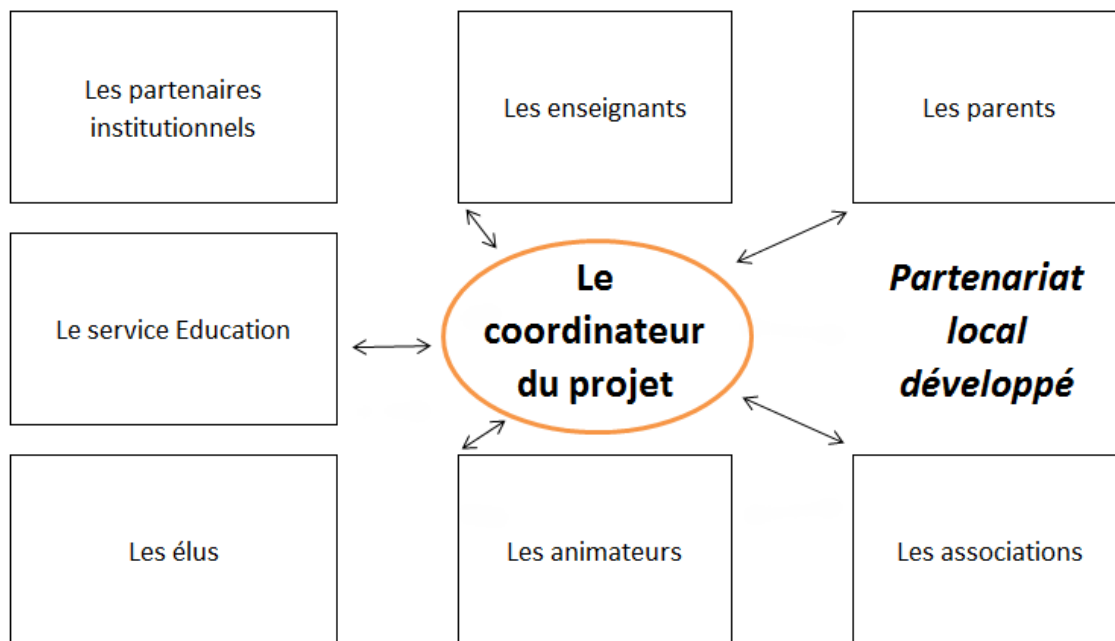 Les partenaires
institutionnels
Les enseignants
Les parents
Le service Education
Le
coordinateur
du projet
Partenariat
local
développé
Les élus
Les animateurs
Les associations